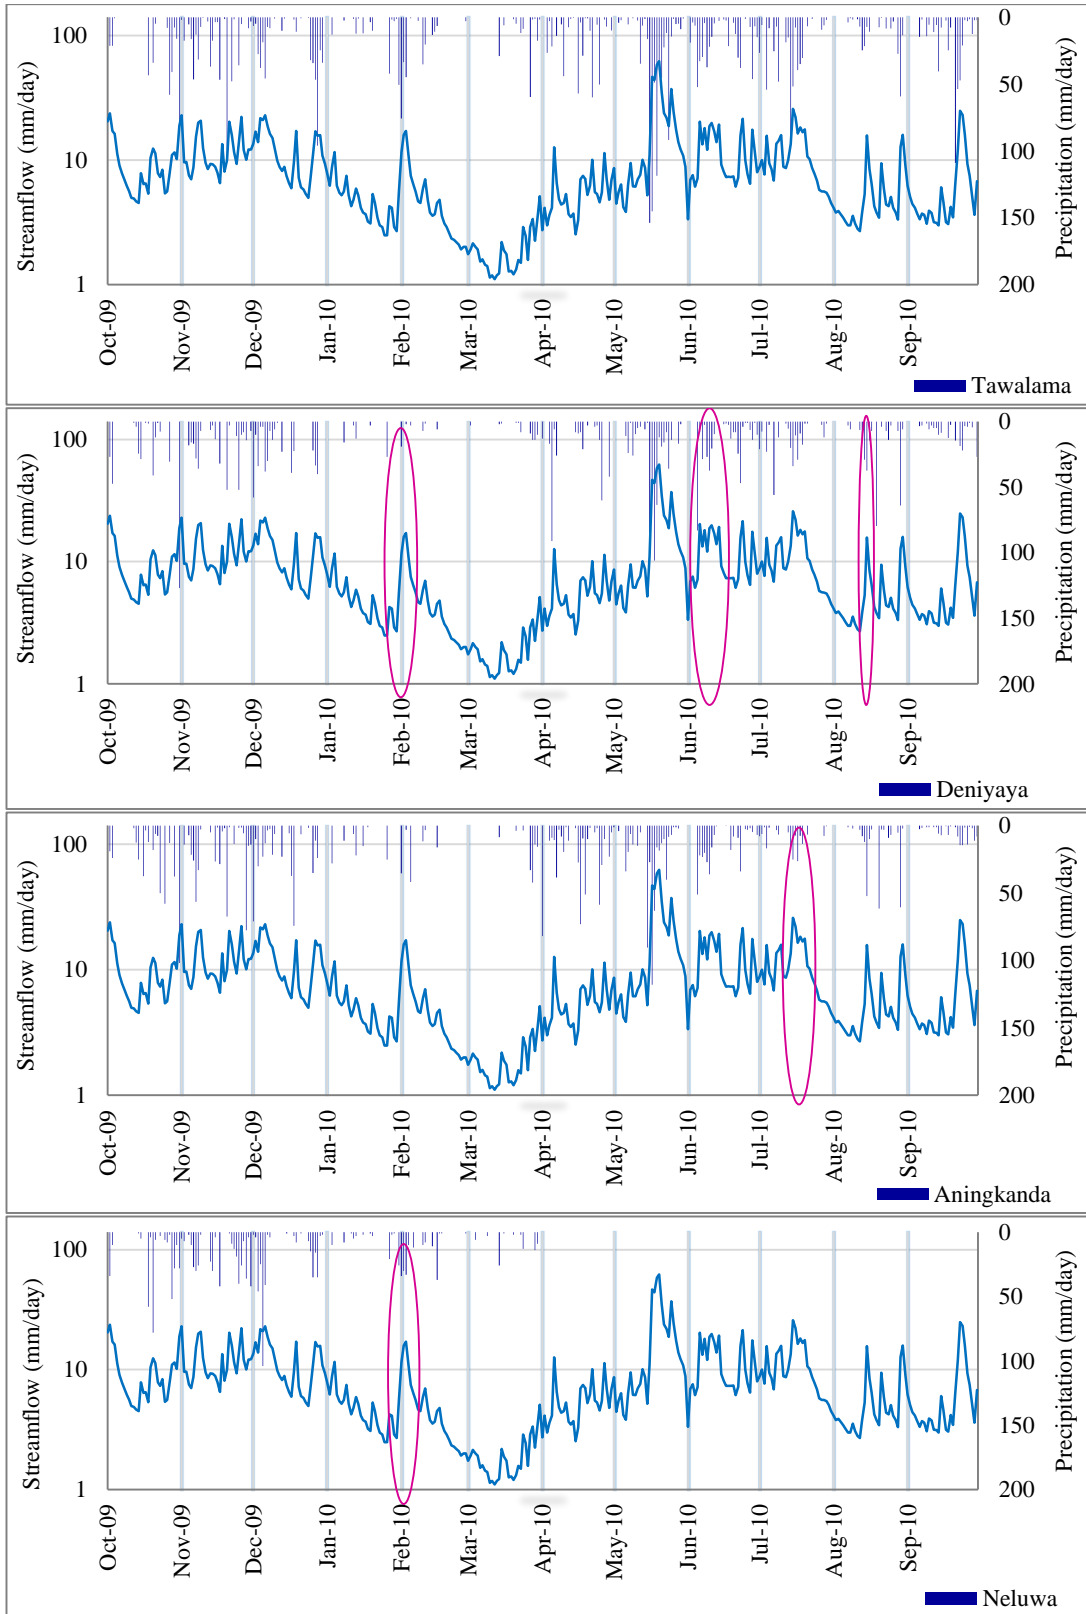 Streamflow (mm/day)
100
10
1
0
50
100
150
200
Precipitation (mm/day)
Oct-09
Nov-09
Dec-09
Jan-10
Feb-10
Mar-10
Apr-10
May-10
Jun-10
Jul-10
Aug-10
Sep-10
Tawalama
Streamflow (mm/day)
100
10
1
0
50
100
150
200
Precipitation (mm/day)
Oct-09
Nov-09
Dec-09
Jan-10
Feb-10
Mar-10
Apr-10
May-10
Jun-10
Jul-10
Aug-10
Sep-10
Deniyaya
Streamflow (mm/day)
100
10
1
0
50
100
150
200
Precipitation (mm/day)
Oct-09
Nov-09
Dec-09
Jan-10
Feb-10
Mar-10
Apr-10
May-10
Jun-10
Jul-10
Aug-10
Sep-10
Aningkanda
Streamflow (mm/day)
100
10
1
0
50
100
150
200
Precipitation (mm/day)
Oct-09
Nov-09
Dec-09
Jan-10
Feb-10
Mar-10
Apr-10
May-10
Jun-10
Jul-10
Aug-10
Sep-10
Neluwa